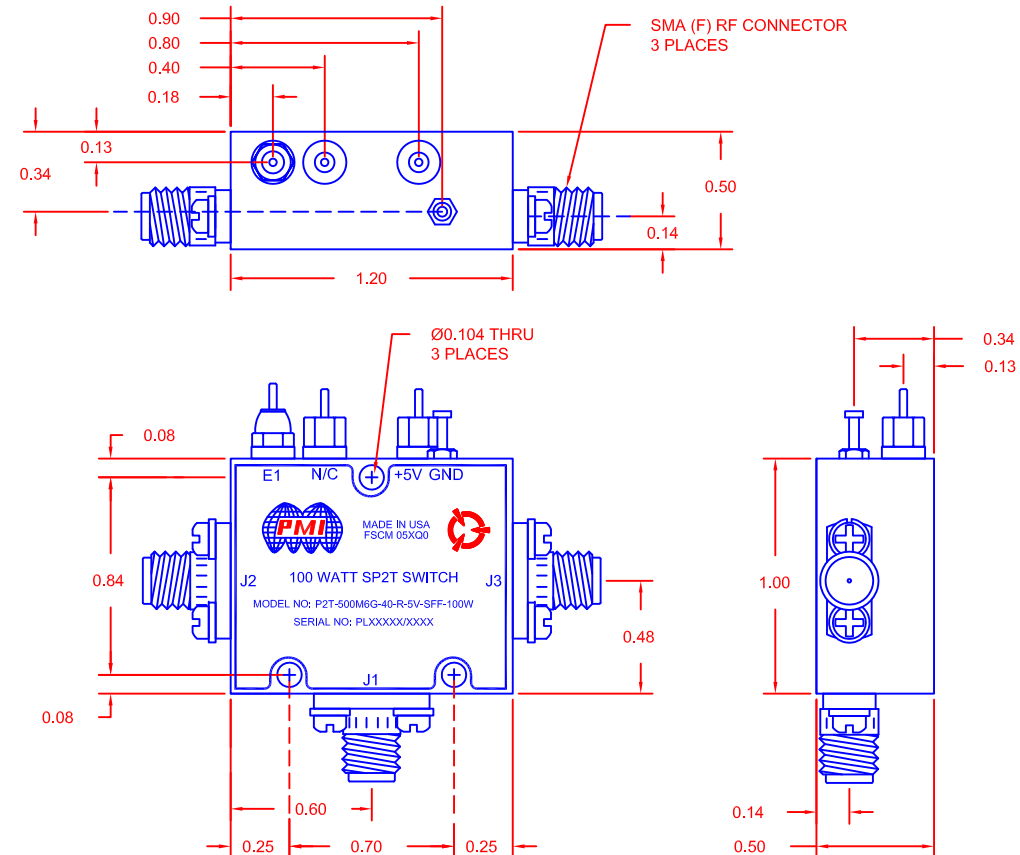 0.90
0.80
0.40
0.18
0.13
0.34
SMA (F) RF CONNECTOR
3 PLACES
0.50
0.14
1.20
Ø0.104 THRU
3 PLACES
0.34
0.13
0.08
E1 N/C +5V GND
PMI
MADE IN USA
FSCM 05XQ0
0.84
J2
100 WATT SP2T SWITCH
J3
MODEL NO: P2T-500M6G-40-R-5V-SFF-100W
SERIAL NO: PLXXXXX/XXXX
J1
0.48
1.00
0.08
0.60
0.25
0.70
0.25
0.14
0.50